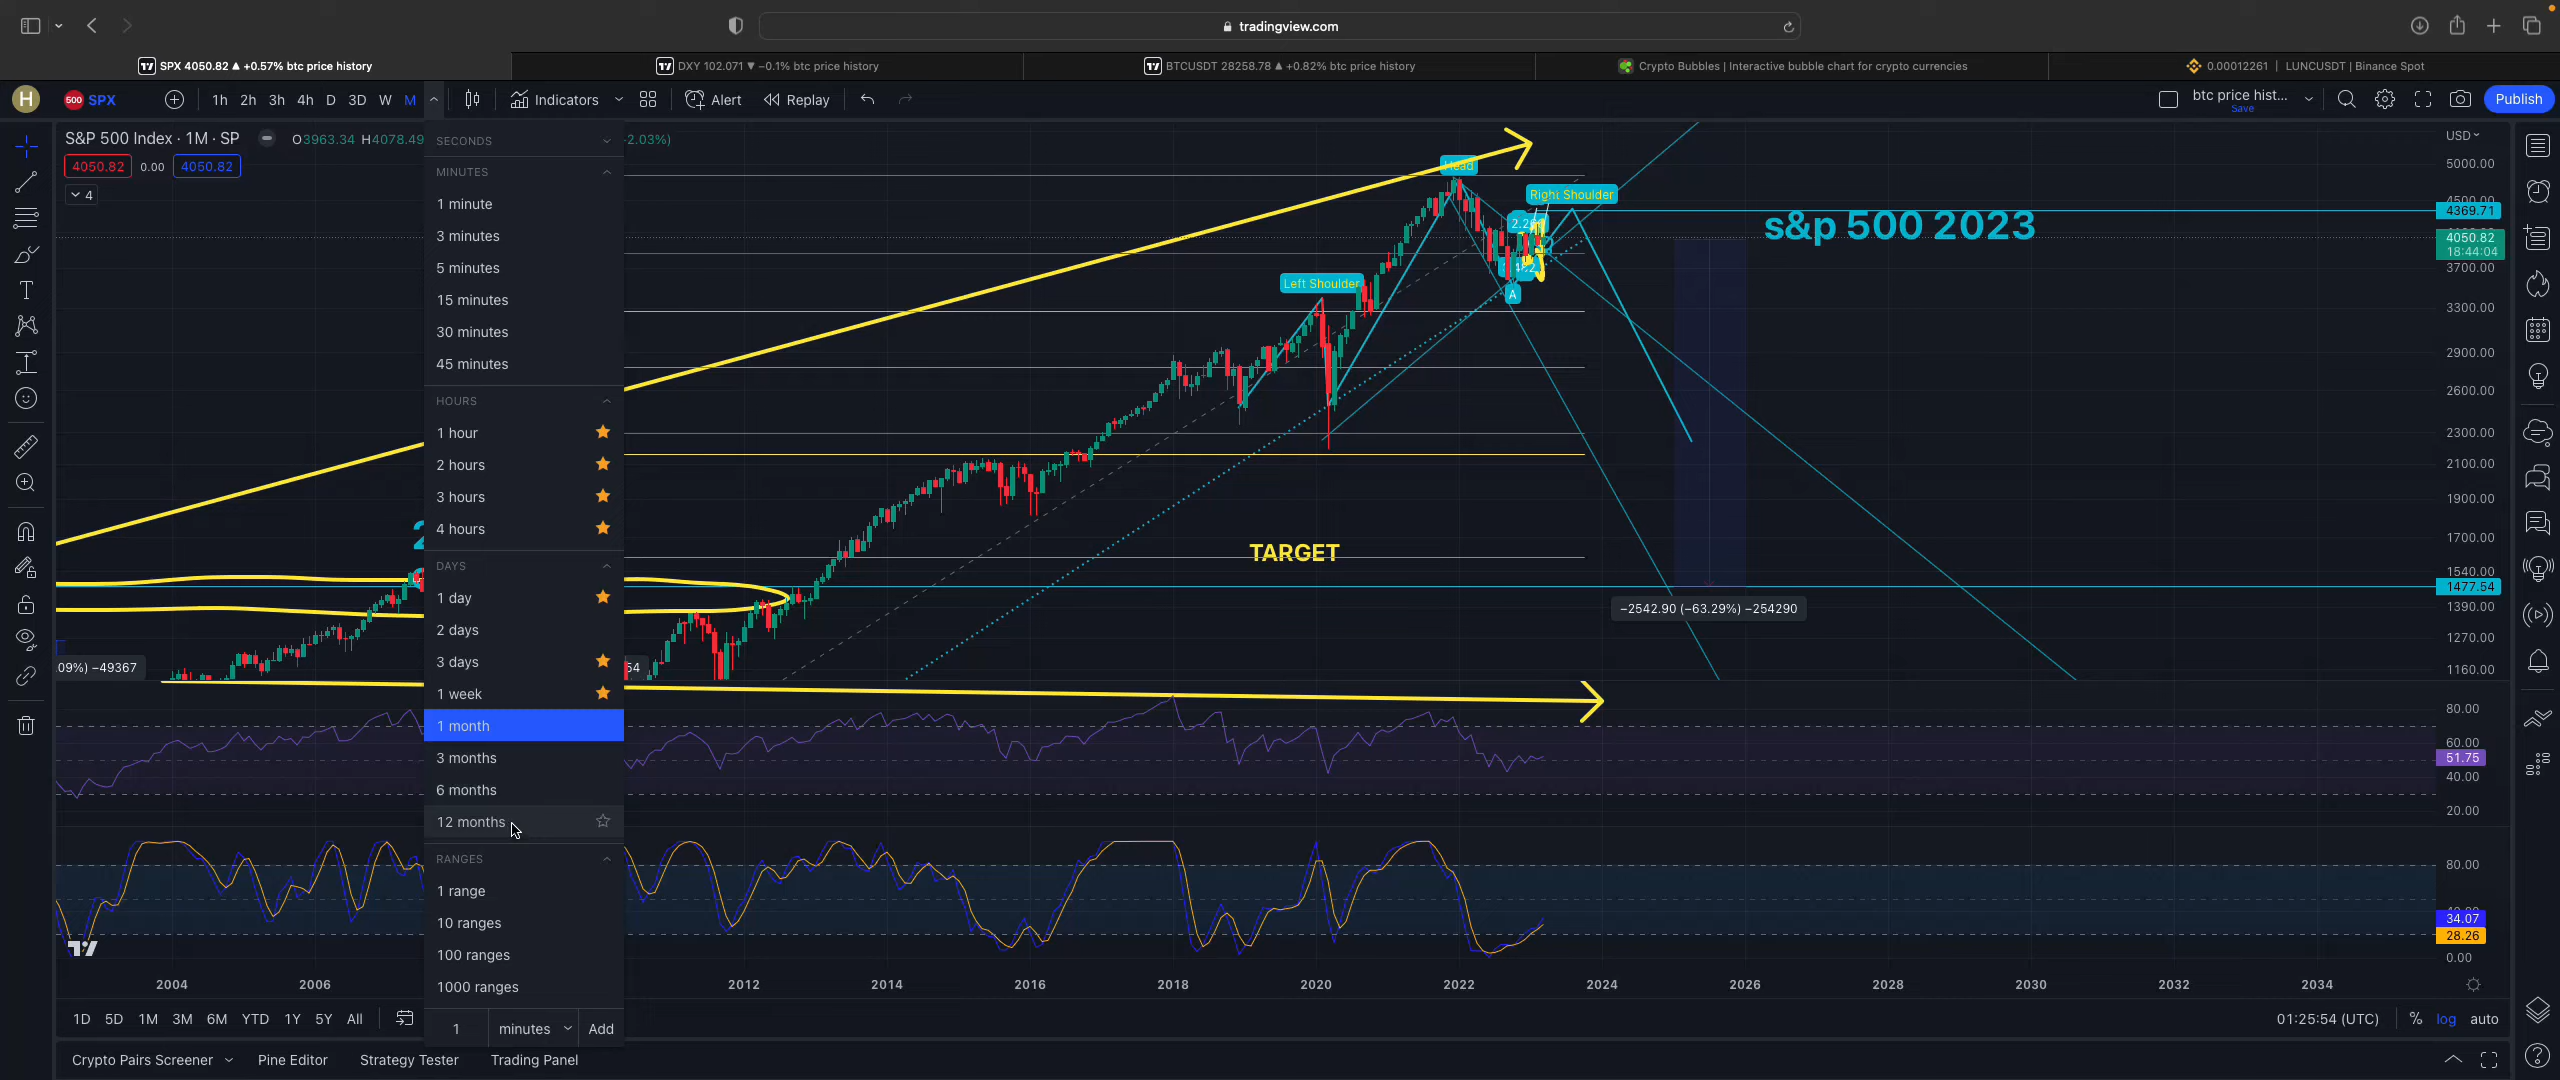 tradingview.com
SPX 4050.82 ▲ +0.57% btc price history
DXY 102.071 ▼ −0.1% btc price history
BTCUSDT 28258.78 ▲ +0.82% btc price history
Crypto Bubbles | Interactive bubble chart for crypto currencies
0.00012261 | LUNCUSDT | Binance Spot
H
500 SPX
1h 2h 3h 4h D 3D W M
Indicators
Alert
Replay
btc price hist...
Save
Publish
S&P 500 Index · 1M · SP
O3963.34 H4078.49
-2.03%)
4050.82 0.00 4050.82
4
SECONDS
MINUTES
1 minute
3 minutes
5 minutes
15 minutes
30 minutes
45 minutes
HOURS
1 hour
2 hours
3 hours
4 hours
DAYS
1 day
2 days
3 days
1 week
1 month
3 months
6 months
12 months
RANGES
1 range
10 ranges
100 ranges
1000 ranges
1 minutes Add
Head
Right Shoulder
Left Shoulder
A
s&p 500 2023
TARGET
−2542.90 (−63.29%) −254290
.09%) −49367
54
USD
5000.00
4369.71
4050.82
18:44:04
3700.00
3300.00
2900.00
2600.00
2300.00
2100.00
1900.00
1700.00
1540.00
1477.54
1390.00
1270.00
1160.00
80.00
60.00
51.75
40.00
20.00
80.00
34.07
28.26
0.00
2004 2006 2012 2014 2016 2018 2020 2022 2024 2026 2028 2030 2032 2034
1D 5D 1M 3M 6M YTD 1Y 5Y All
01:25:54 (UTC) % log auto
Crypto Pairs Screener Pine Editor Strategy Tester Trading Panel